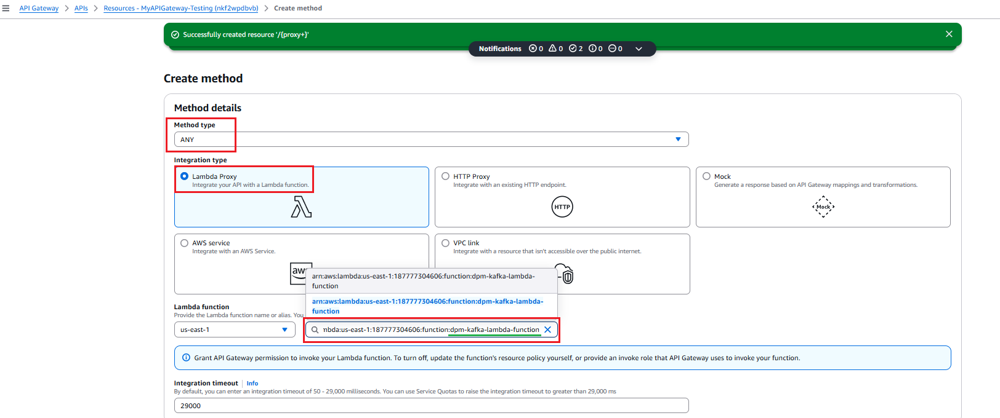 API Gateway > APIs > Resources - MyAPIGateway-Testing (nkf2wpdbvb) > Create method
Successfully created resource '/{proxy+}'
Notifications 0 0 2 0 0
Create method
Method details
Method type
ANY
Integration type
Lambda Proxy
Integrate your API with a Lambda function.
HTTP Proxy
Integrate with an existing HTTP endpoint.
HTTP
Mock
Generate a response based on API Gateway mappings and transformations.
Mock
AWS service
Integrate with an AWS Service.
aws
VPC link
Integrate with a resource that isn't accessible over the public internet.
arn:aws:lambda:us-east-1:187777304606:function:dpm-kafka-lambda-
function
arn:aws:lambda:us-east-1:187777304606:function:dpm-kafka-lambda-
function
Lambda function
Provide the Lambda function name or alias. You
us-east-1
nbda:us-east-1:187777304606:function:dpm-kafka-lambda-function
Grant API Gateway permission to invoke your Lambda function. To turn off, update the function's resource policy yourself, or provide an invoke role that API Gateway uses to invoke your function.
Integration timeout | Info
By default, you can enter an integration timeout of 50 - 29,000 milliseconds. You can use Service Quotas to raise the integration timeout to greater than 29,000 ms
29000